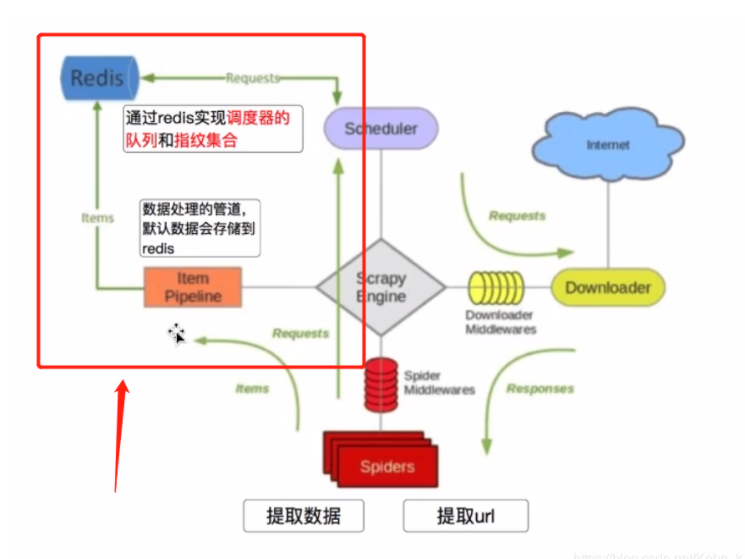 Redis
Requests
通过redis实现调度器的
队列和指纹集合
Scheduler
Internet
Items
数据处理的管道，
默认数据会存储到
redis
Requests
Item
Pipeline
Scrapy
Engine
Downloader
Downloader
Middlewares
Requests
Items
Spider
Middlewares
Responses
Spiders
提取数据
提取url